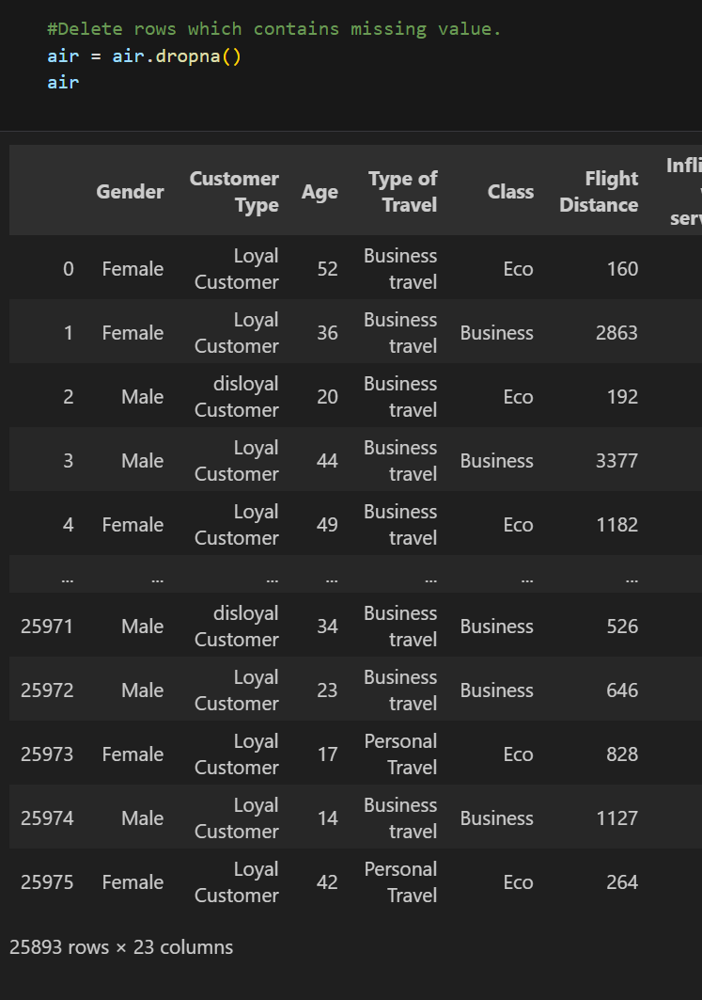 #Delete rows which contains missing value.
air = air.dropna()
air
Gender Customer Type Age Type of Travel Class Flight Distance
0 Female Loyal Customer 52 Business travel Eco 160
1 Female Loyal Customer 36 Business travel Business 2863
2 Male disloyal Customer 20 Business travel Eco 192
3 Male Loyal Customer 44 Business travel Business 3377
4 Female Loyal Customer 49 Business travel Eco 1182
... ... ... ... ... ... ...
25971 Male disloyal Customer 34 Business travel Business 526
25972 Male Loyal Customer 23 Business travel Business 646
25973 Female Loyal Customer 17 Personal Travel Eco 828
25974 Male Loyal Customer 14 Business travel Business 1127
25975 Female Loyal Customer 42 Personal Travel Eco 264
25893 rows × 23 columns